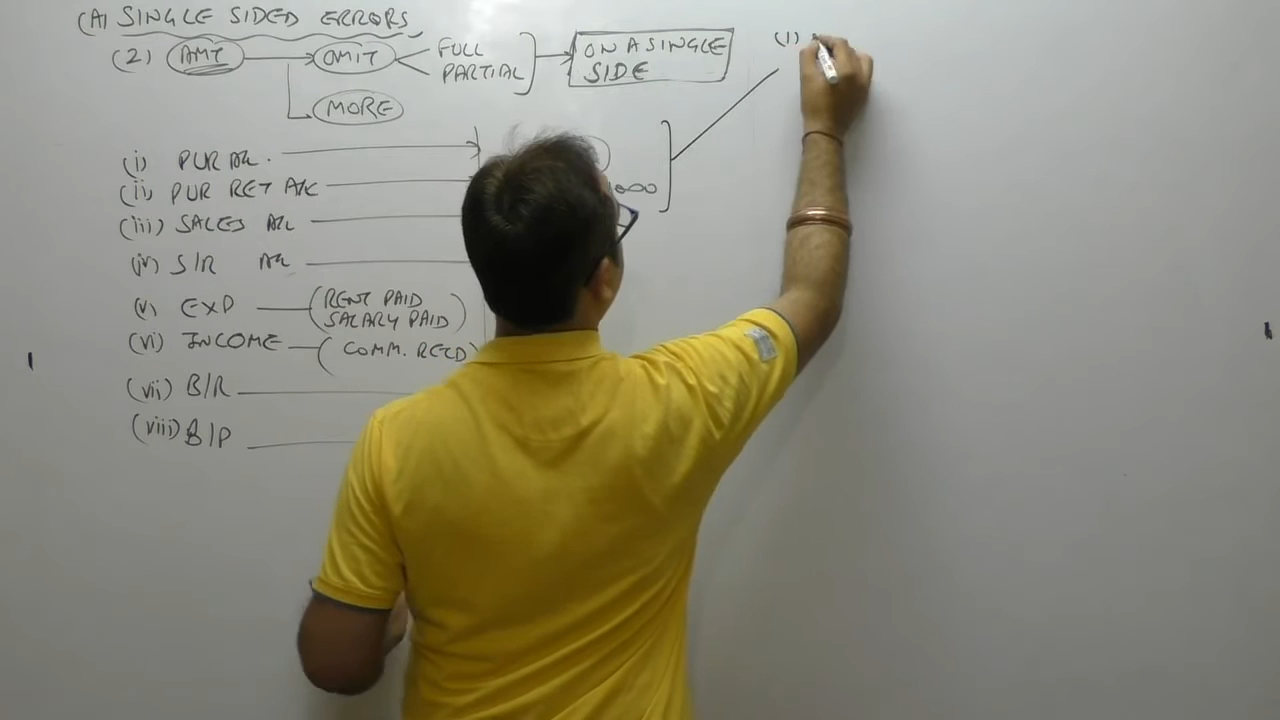 (A) SINGLE SIDED ERRORS
(2) AMT OMIT FULL PARTIAL ON A SINGLE SIDE
MORE
(i) PUR A/c.
(ii) PUR RET A/C 1000
(iii) SALES A/c
(iv) S/R A/c
(v) EXP (RENT PAID SALARY PAID)
(vi) INCOME (COMM. RECD)
(vii) B/R
(viii) B/P
(1)